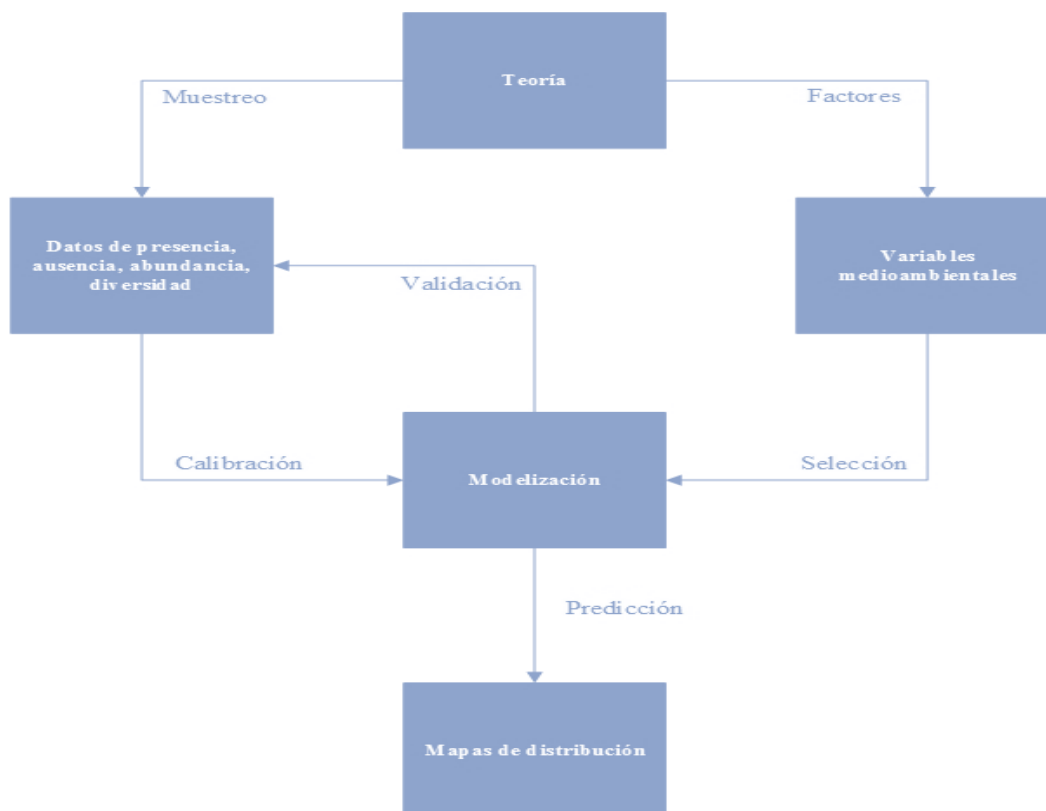 Teoría
Muestreo
Factores
Datos de presencia,
ausencia, abundancia,
diversidad
Variables
medioambientales
Validación
Calibración
Modelización
Selección
Predicción
Mapas de distribución